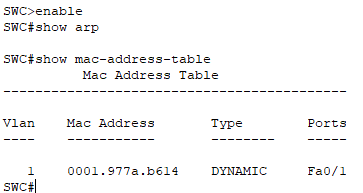 SWC>enable
SWC#show arp
SWC#show mac-address-table
Mac Address Table
-------------------------------------------
Vlan Mac Address Type Ports
---- ----------- -------- -----
1 0001.977a.b614 DYNAMIC Fa0/1
SWC#